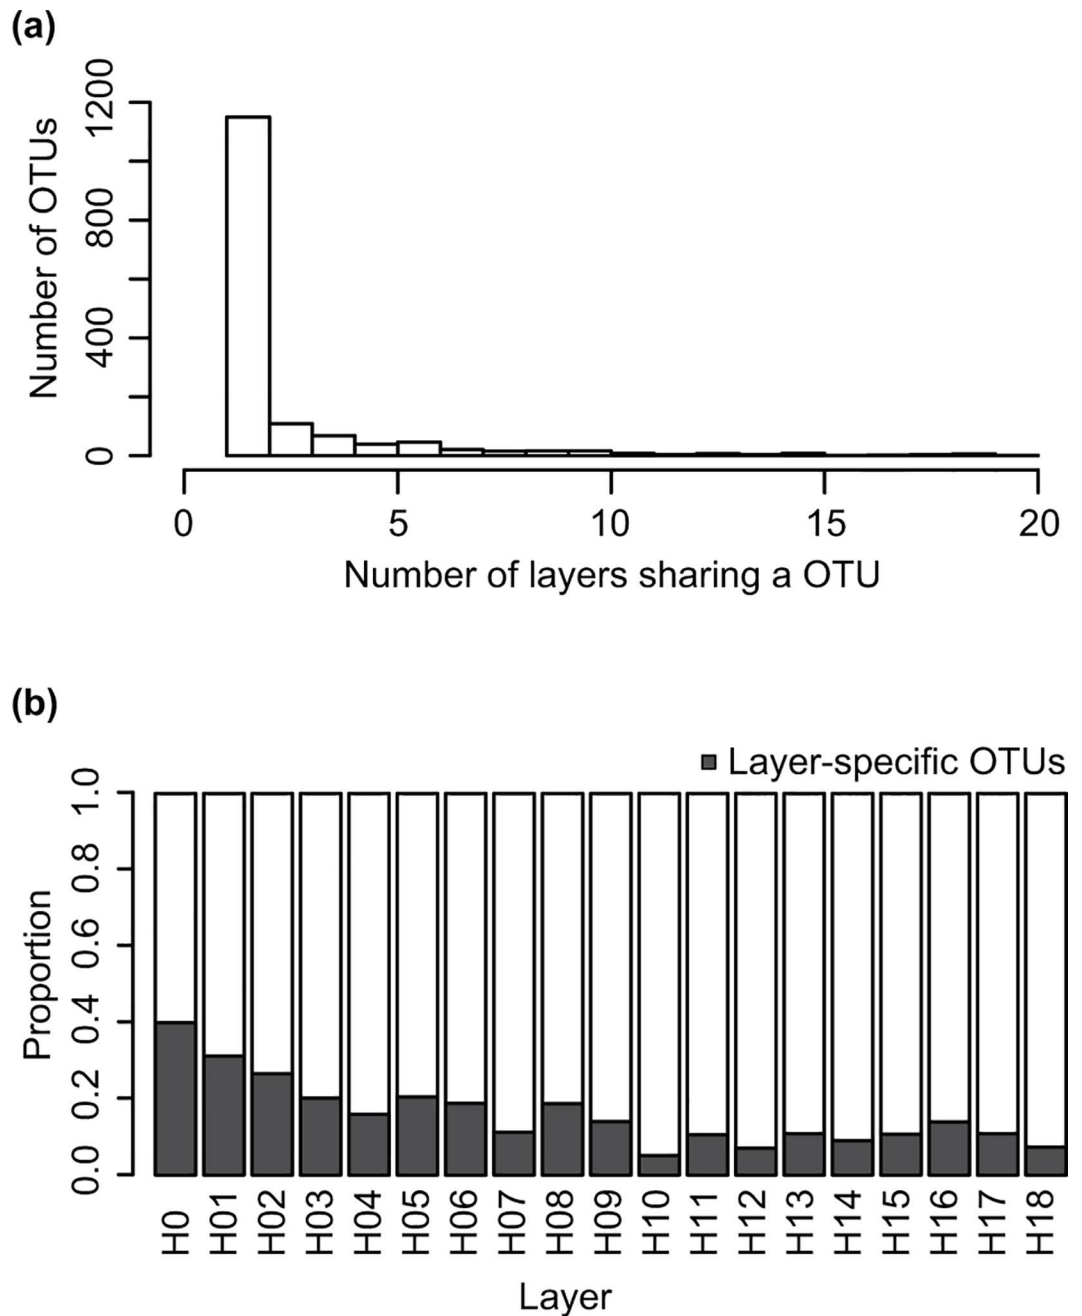 (a)
Number of OTUs
0 400 800 1200
0 5 10 15 20
Number of layers sharing a OTU
(b)
Layer-specific OTUs
Proportion
0.0 0.2 0.4 0.6 0.8 1.0
H0 H01 H02 H03 H04 H05 H06 H07 H08 H09 H10 H11 H12 H13 H14 H15 H16 H17 H18
Layer